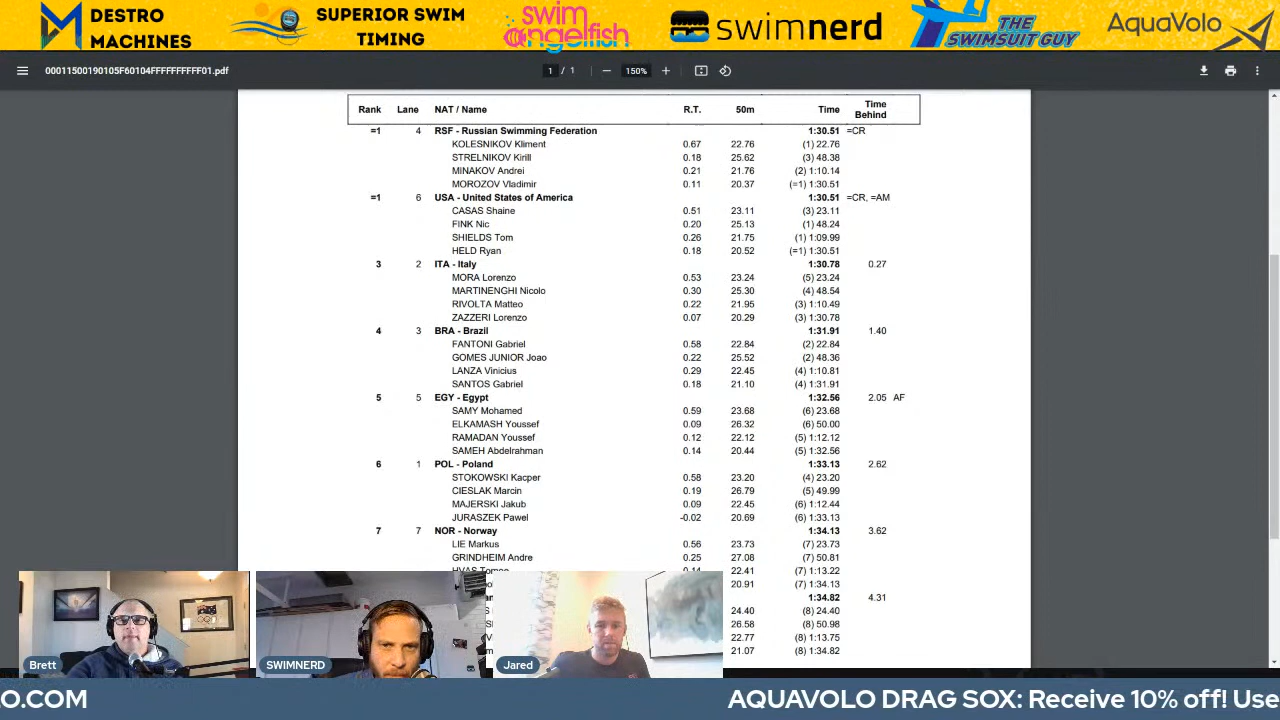 DESTRO
MACHINES
SUPERIOR SWIM
TIMING
swim
angelfish
swimnerd
THE
SWIMSUIT GUY
AquaVolo
00011500190105F60104FFFFFFFFFF01.pdf
1 / 1
150%
Rank Lane NAT / Name R.T. 50m Time Time Behind
=1 4 RSF - Russian Swimming Federation 1:30.51 =CR
KOLESNIKOV Kliment 0.67 22.76 (1) 22.76
STRELNIKOV Kirill 0.18 25.62 (3) 48.38
MINAKOV Andrei 0.21 21.76 (2) 1:10.14
MOROZOV Vladimir 0.11 20.37 (=1) 1:30.51
=1 6 USA - United States of America 1:30.51 =CR, =AM
CASAS Shaine 0.51 23.11 (3) 23.11
FINK Nic 0.20 25.13 (1) 48.24
SHIELDS Tom 0.26 21.75 (1) 1:09.99
HELD Ryan 0.18 20.52 (=1) 1:30.51
3 2 ITA - Italy 1:30.78 0.27
MORA Lorenzo 0.53 23.24 (5) 23.24
MARTINENGHI Nicolo 0.30 25.30 (4) 48.54
RIVOLTA Matteo 0.22 21.95 (3) 1:10.49
ZAZZERI Lorenzo 0.07 20.29 (3) 1:30.78
4 3 BRA - Brazil 1:31.91 1.40
FANTONI Gabriel 0.58 22.84 (2) 22.84
GOMES JUNIOR Joao 0.22 25.52 (2) 48.36
LANZA Vinicius 0.29 22.45 (4) 1:10.81
SANTOS Gabriel 0.18 21.10 (4) 1:31.91
5 5 EGY - Egypt 1:32.56 2.05 AF
SAMY Mohamed 0.59 23.68 (6) 23.68
ELKAMASH Youssef 0.09 26.32 (6) 50.00
RAMADAN Youssef 0.12 22.12 (5) 1:12.12
SAMEH Abdelrahman 0.14 20.44 (5) 1:32.56
6 1 POL - Poland 1:33.13 2.62
STOKOWSKI Kacper 0.58 23.20 (4) 23.20
CIESLAK Marcin 0.19 26.79 (5) 49.99
MAJERSKI Jakub 0.09 22.45 (6) 1:12.44
JURASZEK Pawel -0.02 20.69 (6) 1:33.13
7 7 NOR - Norway 1:34.13 3.62
LIE Markus 0.56 23.73 (7) 23.73
GRINDHEIM Andre 0.25 27.08 (7) 50.81
22.41 (7) 1:13.22
20.91 (7) 1:34.13
1:34.82 4.31
24.40 (8) 24.40
26.58 (8) 50.98
22.77 (8) 1:13.75
21.07 (8) 1:34.82
Brett
SWIMNERD
Jared
O.COM AQUAVOLO DRAG SOX: Receive 10% off! Use